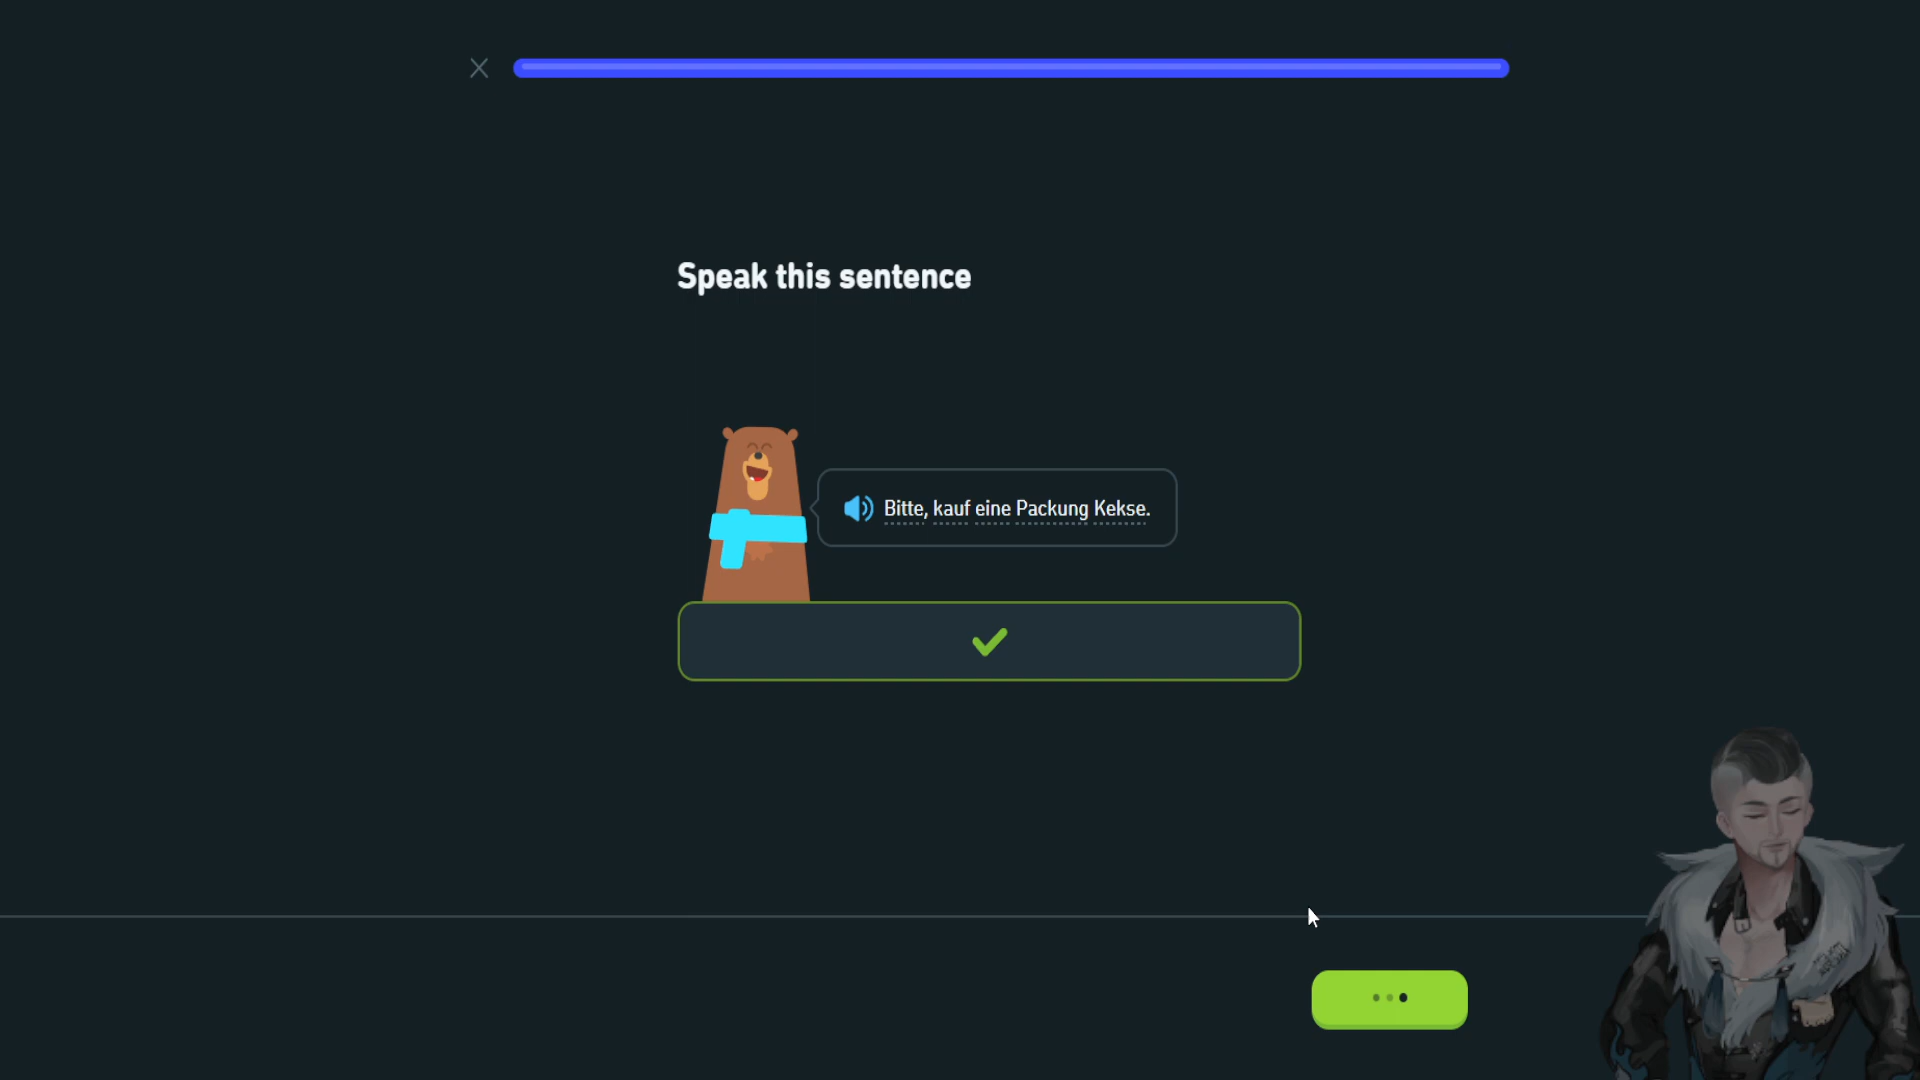 Speak this sentence
Bitte, kauf eine Packung Kekse.